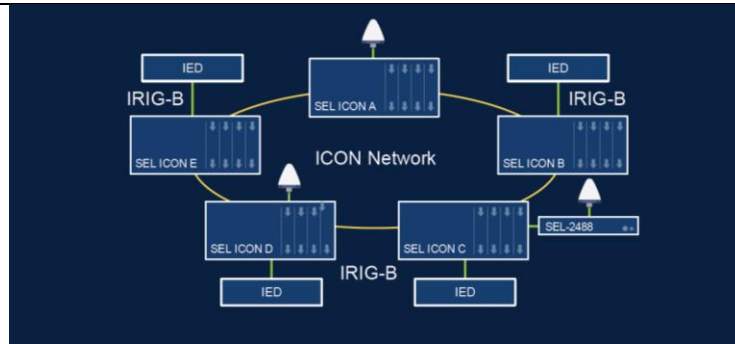 IED
IED
IRIG-B
IRIG-B
SEL ICON A
SEL ICON E
ICON Network
SEL ICON B
SEL ICON D
SEL ICON C
SEL-2488
IRIG-B
IED
IED